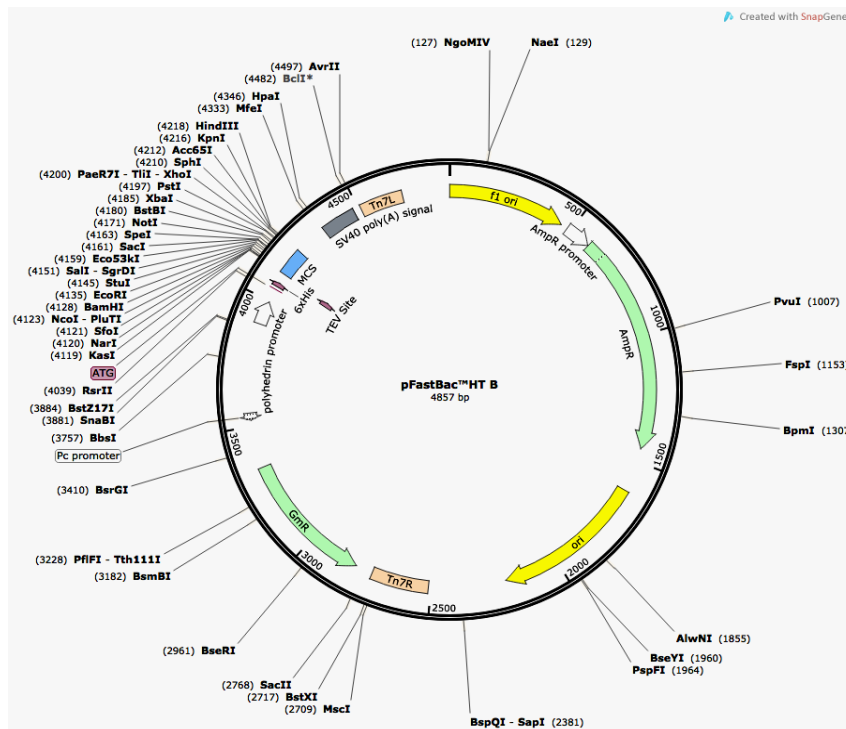 Created with SnapGene
(127) NgoMIV
NaeI (129)
(4497) AvrII
(4482) BclI*
(4346) HpaI
(4333) MfeI
(4218) HindIII
(4216) KpnI
(4212) Acc65I
(4210) SphI
(4200) PaeR7I - TliI - XhoI
(4197) PstI
(4185) XbaI
(4180) BstBI
(4171) NotI
(4163) SpeI
(4161) SacI
(4159) Eco53kI
(4151) SalI - SgrDI
(4145) StuI
(4135) EcoRI
(4128) BamHI
(4123) NcoI - PluTI
(4121) SfoI
(4120) NarI
(4119) KasI
ATG
(4039) RsrII
(3884) BstZ17I
(3881) SnaBI
(3757) BbsI
Pc promoter
(3410) BsrGI
(3228) PflFI - Tth111I
(3182) BsmBI
(2961) BseRI
(2768) SacII
(2717) BstXI
(2709) MscI
BspQI - SapI (2381)
PspFI (1964)
BseYI (1960)
AlwNI (1855)
BpmI (1307
FspI (1153)
PvuI (1007)
4500
Tn7L
SV40 poly(A) signal
f1 ori
500
AmpR promoter
AmpR
1000
1500
MCS
6xHis
TEV Site
4000
polyhedrin promoter
3500
pFastBac™HT B
4857 bp
GmR
3000
Tn7R
2500
ori
2000